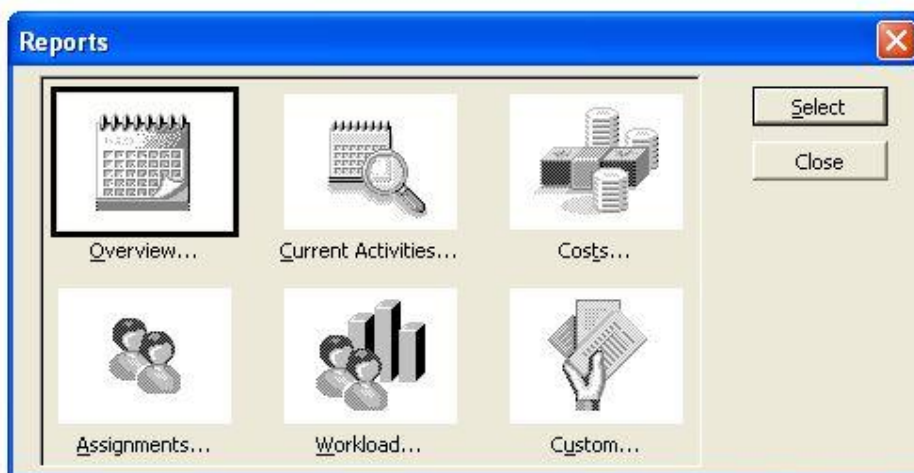 Reports
Select
Close
Overview...
Current Activities...
Costs...
Assignments...
Workload...
Custom...